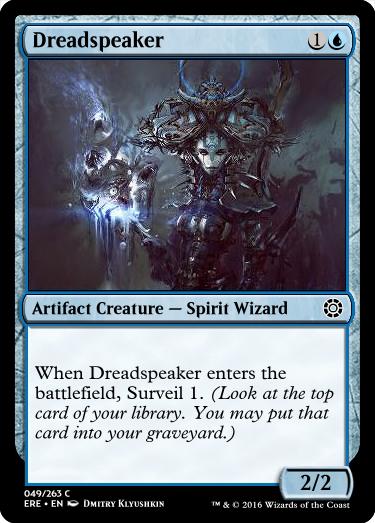 Dreadspeaker 1
Artifact Creature — Spirit Wizard
When Dreadspeaker enters the
battlefield, Surveil 1. (Look at the top
card of your library. You may put that
card into your graveyard.)
2/2
049/263 C
ERE • EN Dmitry Klyushkin ™ & © 2016 Wizards of the Coast